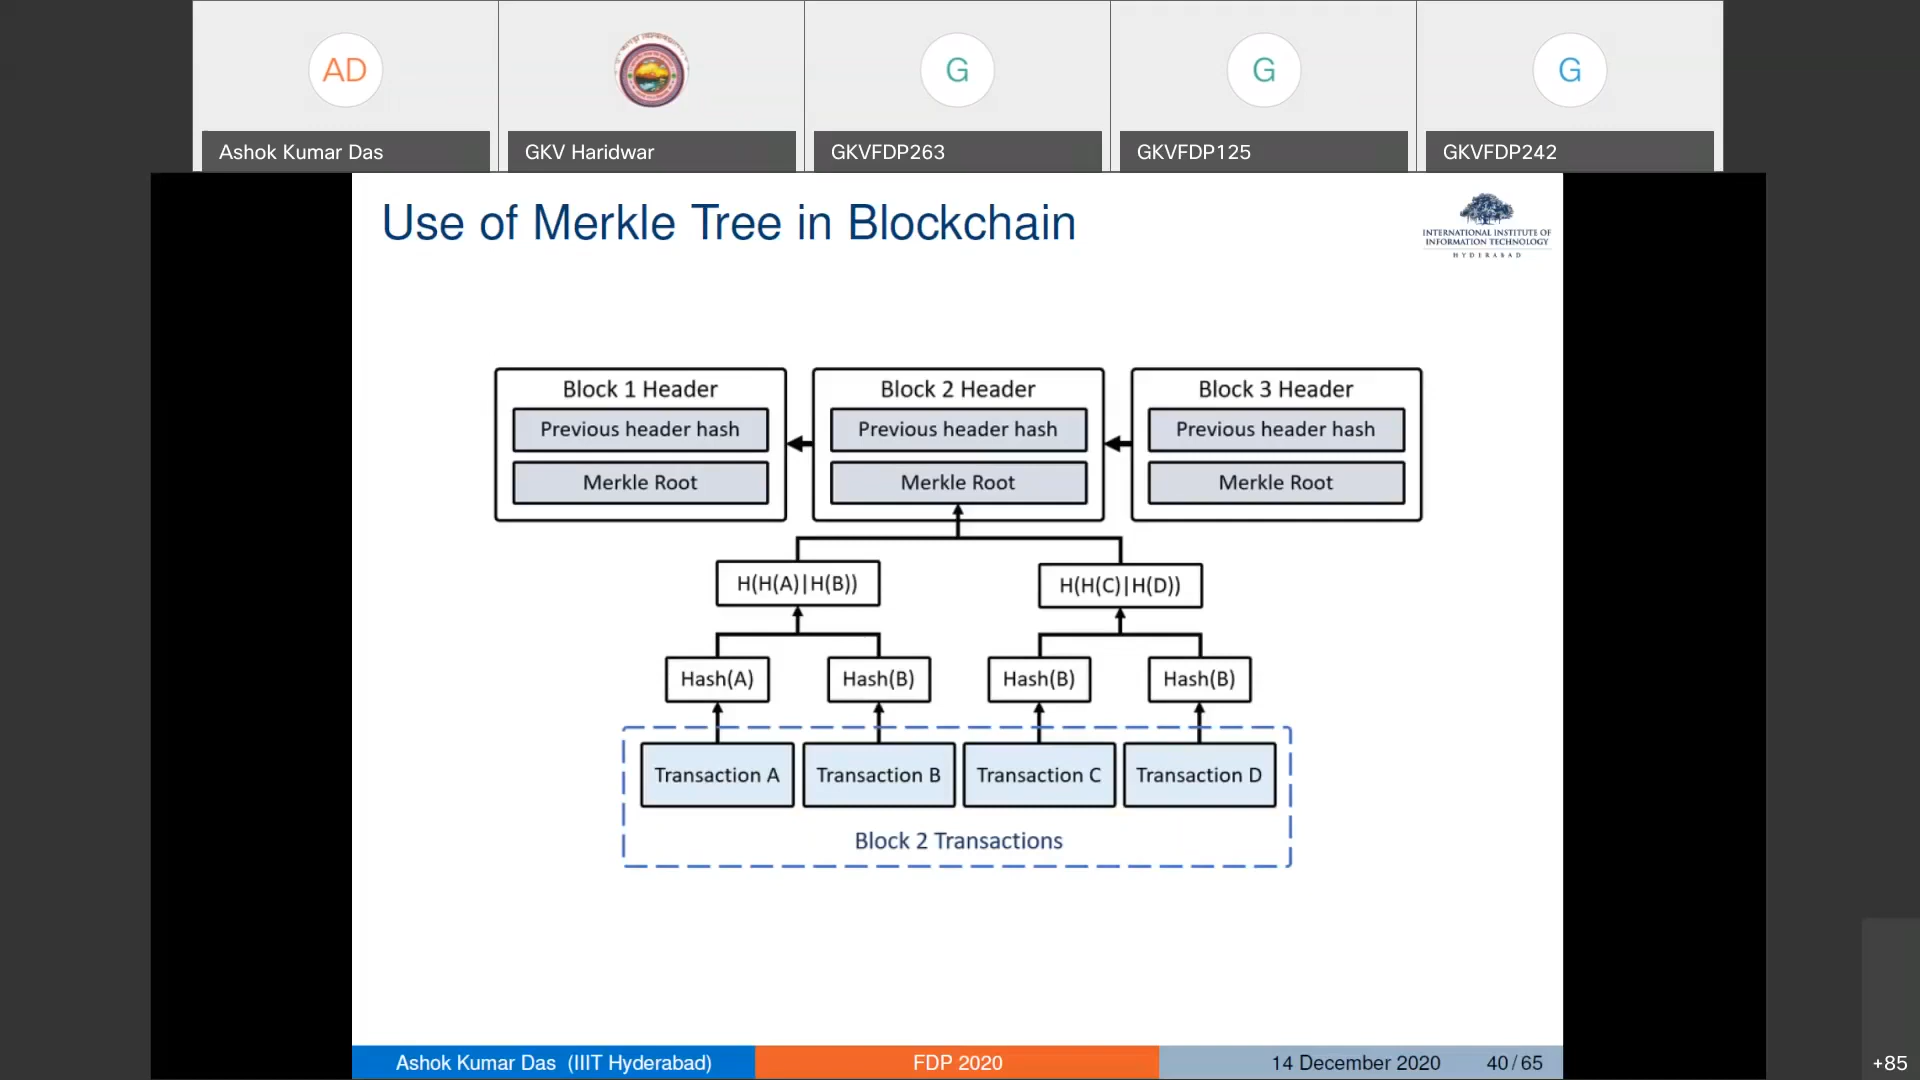 AD
G
G
G
Ashok Kumar Das
GKV Haridwar
GKVFDP263
GKVFDP125
GKVFDP242
Use of Merkle Tree in Blockchain
INTERNATIONAL INSTITUTE OF
INFORMATION TECHNOLOGY
HYDERABAD
Block 1 Header
Block 2 Header
Block 3 Header
Previous header hash
Previous header hash
Previous header hash
Merkle Root
Merkle Root
Merkle Root
H(H(A)|H(B))
H(H(C)|H(D))
Hash(A)
Hash(B)
Hash(B)
Hash(B)
Transaction A
Transaction B
Transaction C
Transaction D
Block 2 Transactions
Ashok Kumar Das (IIIT Hyderabad)
FDP 2020
14 December 2020
40/65
+85